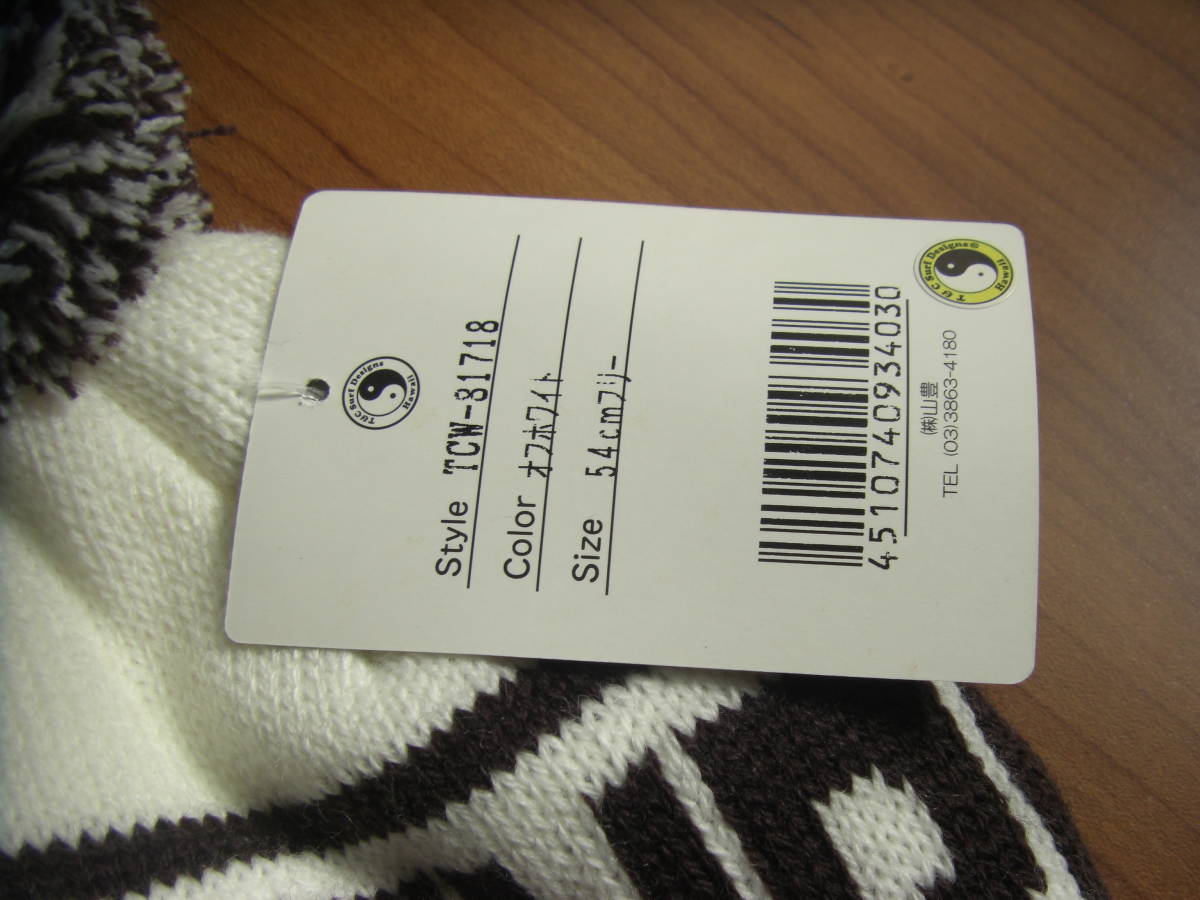 T&C Surf Designs
Hawaii
Style TCW-81718
Color オフホワイト
Size 54cmフリー
4510740934030
T&C Surf Designs®
Hawaii
㈱山豊
TEL (03)3863-4180